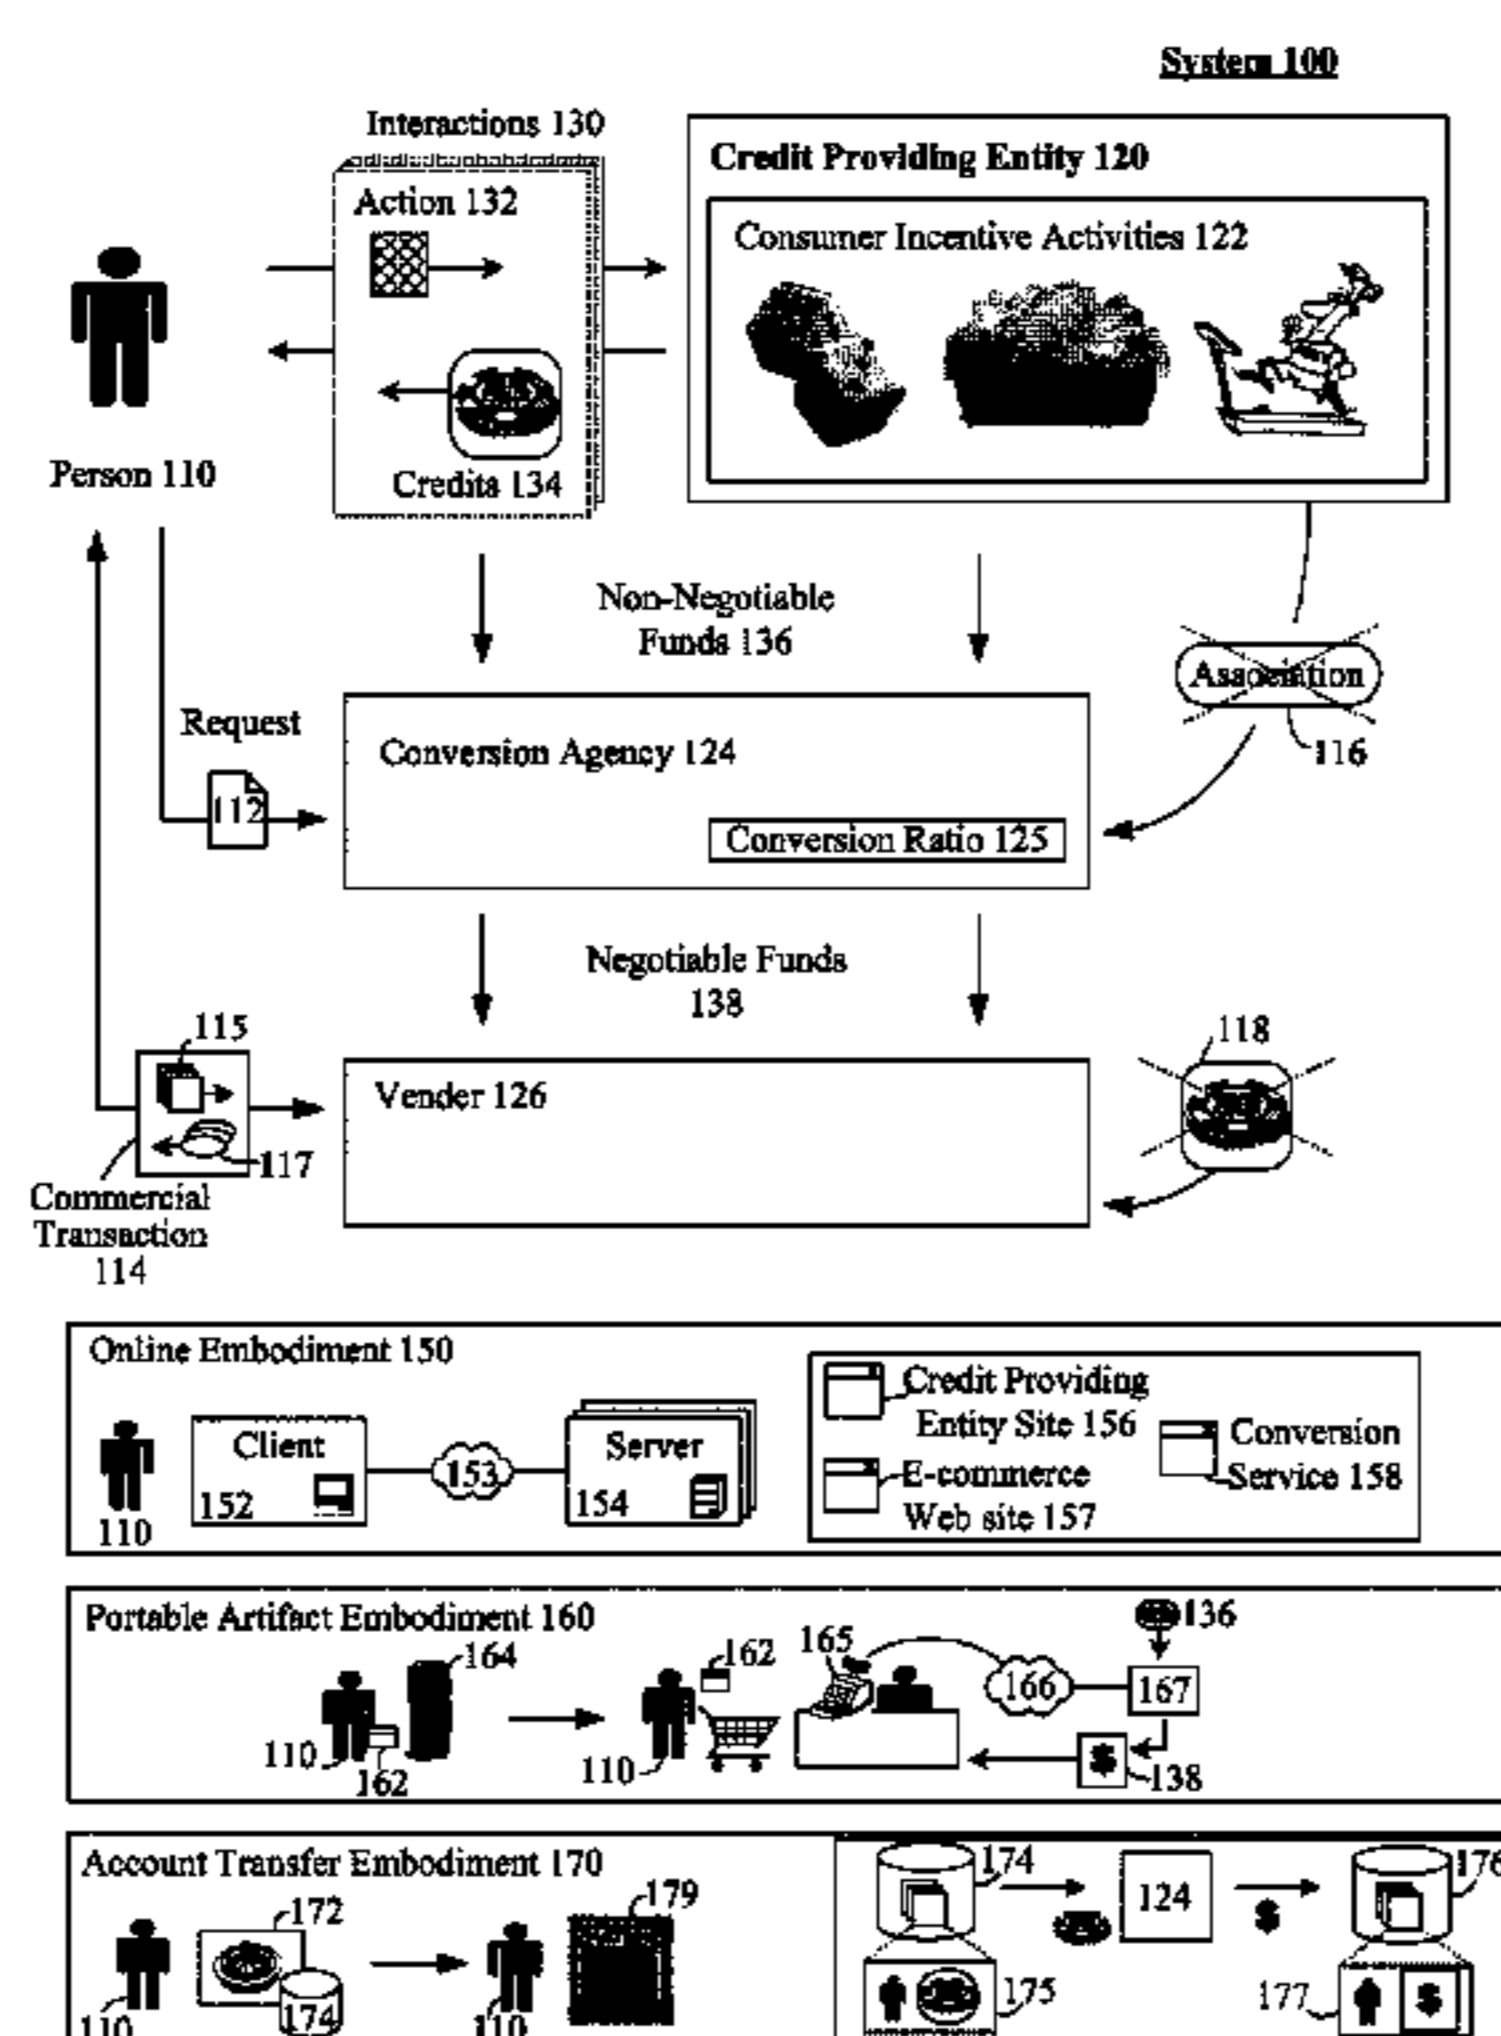 System 100
Interactions 130
Action 132
Credits 134
Credit Providing Entity 120
Consumer Incentive Activities 122
Person 110
Non-Negotiable
Funds 136
Association
116
Request
112
Conversion Agency 124
Conversion Ratio 125
Negotiable Funds
138
115
118
Vender 126
117
Commercial
Transaction
114
Online Embodiment 150
110
Client
152
153
Server
154
Credit Providing
Entity Site 156
E-commerce
Web site 157
Conversion
Service 158
Portable Artifact Embodiment 160
164
110
162
162
110
165
166
136
167
$
138
Account Transfer Embodiment 170
110
172
174
110
179
174
124
$
176
175
177
$